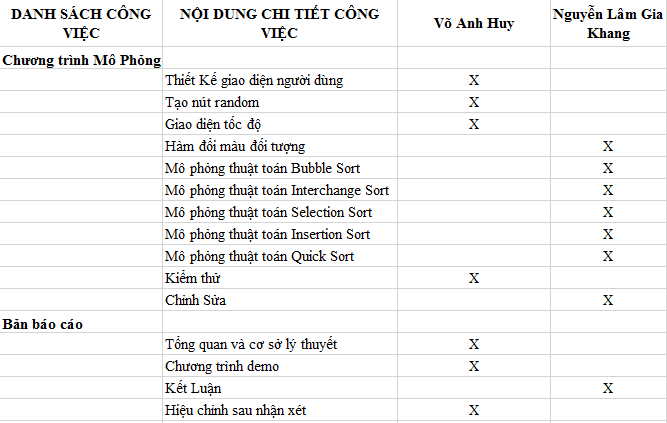 DANH SÁCH CÔNG VIỆC
NỘI DUNG CHI TIẾT CÔNG VIỆC
Võ Anh Huy
Nguyễn Lâm Gia Khang
Chương trình Mô Phỏng
Thiết Kế giao diện người dùng X
Tạo nút random X
Giao diện tốc độ X
Hàm đổi màu đối tượng X
Mô phỏng thuật toán Bubble Sort X
Mô phỏng thuật toán Interchange Sort X
Mô phỏng thuật toán Selection Sort X
Mô phỏng thuật toán Insertion Sort X
Mô phỏng thuật toán Quick Sort X
Kiểm thử X
Chỉnh Sửa X
Bản báo cáo
Tổng quan và cơ sở lý thuyết X
Chương trình demo X
Kết Luận X
Hiệu chỉnh sau nhận xét X